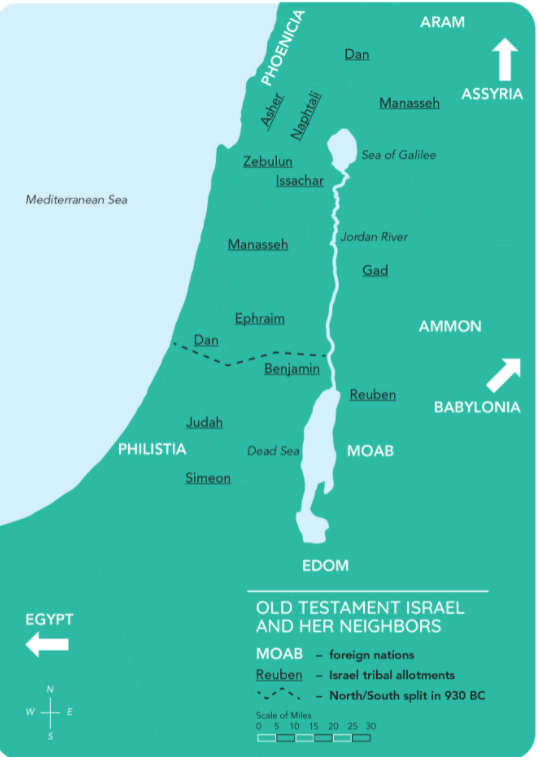 ARAM
PHOENICIA
Dan
ASSYRIA
Asher
Naphtali
Manasseh
Sea of Galilee
Zebulun
Issachar
Mediterranean Sea
Jordan River
Manasseh
Gad
Ephraim
AMMON
Dan
Benjamin
Reuben
BABYLONIA
Judah
PHILISTIA
Dead Sea
MOAB
Simeon
EDOM
OLD TESTAMENT ISRAEL
AND HER NEIGHBORS
EGYPT
MOAB – foreign nations
Reuben – Israel tribal allotments
– North/South split in 930 BC
N
W E
S
Scale of Miles
0 5 10 15 20 25 30